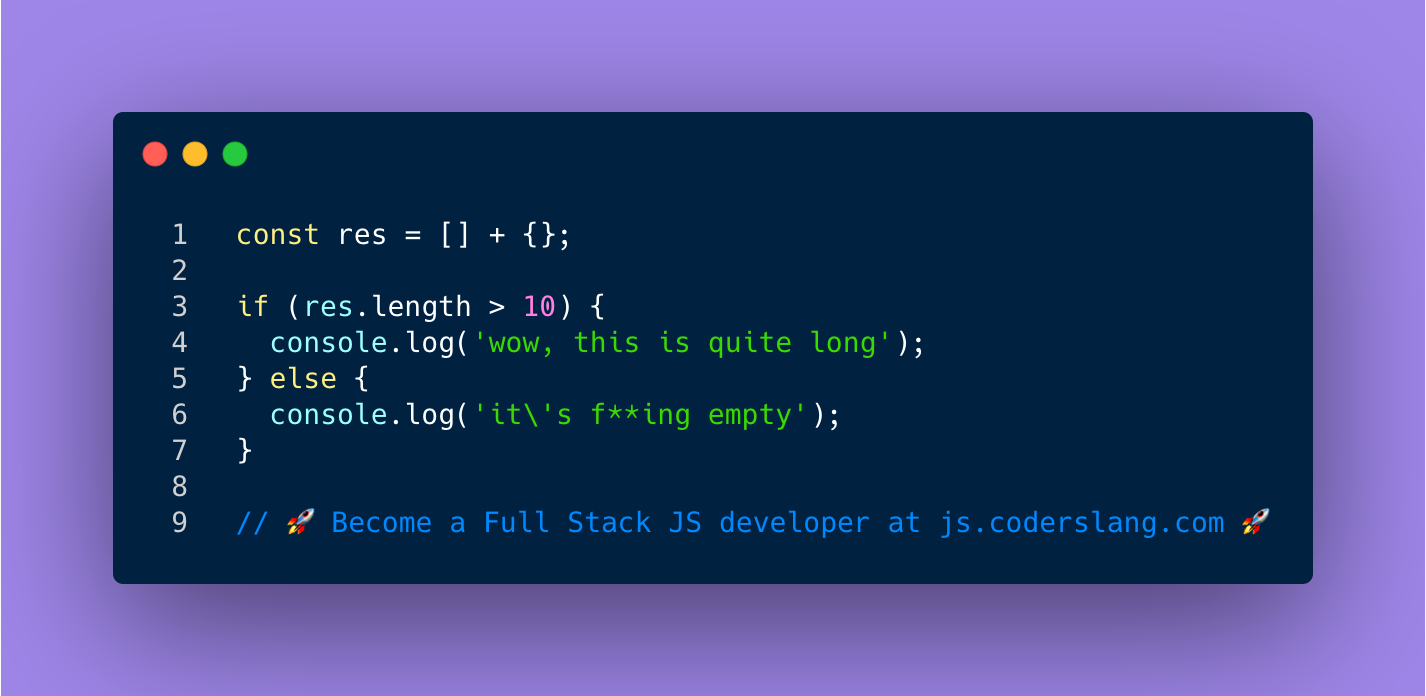 1 const res = [] + {};
2
3 if (res.length > 10) {
4   console.log('wow, this is quite long');
5 } else {
6   console.log('it\'s f**ing empty');
7 }
8
9 // 🚀 Become a Full Stack JS developer at js.coderslang.com 🚀